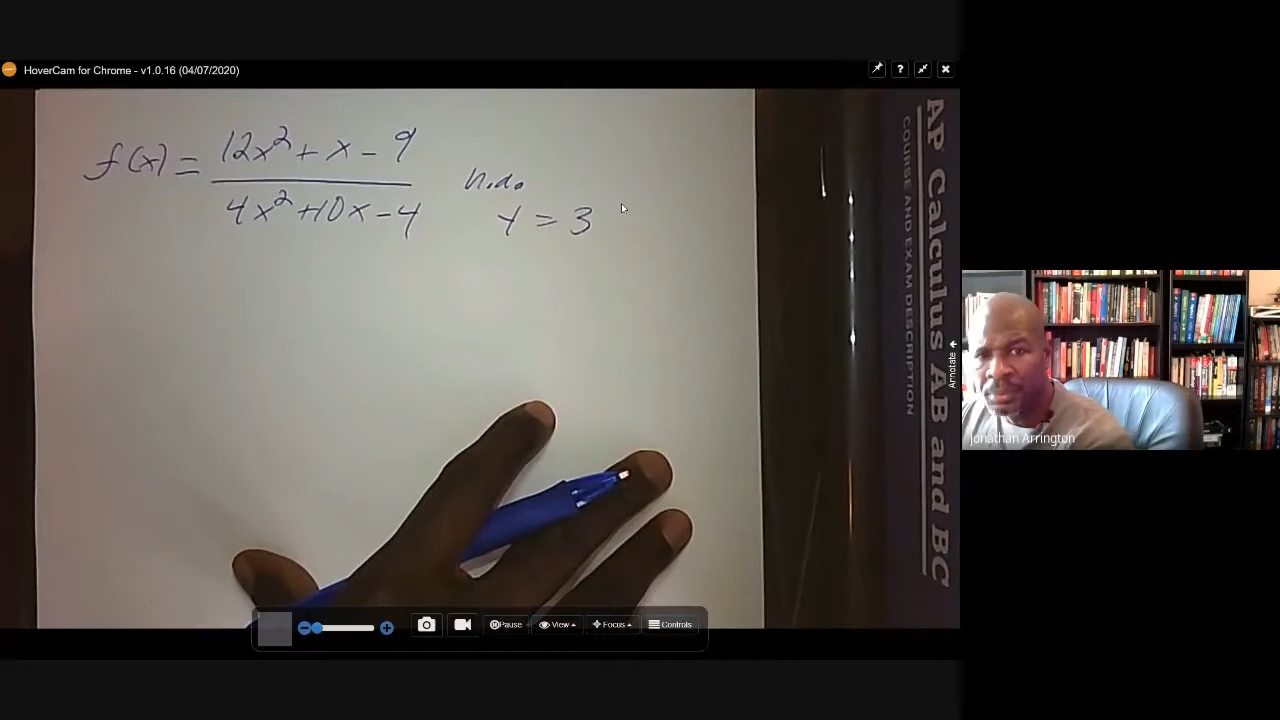 HoverCam for Chrome - v1.0.16 (04/07/2020)
?
f(x) = 12x² + x - 9
4x² + 10x - 4
h.a.
y = 3
AP Calculus AB and BC
COURSE AND EXAM DESCRIPTION
Annotate
Jonathan Arrington
Pause
View
Focus
Controls